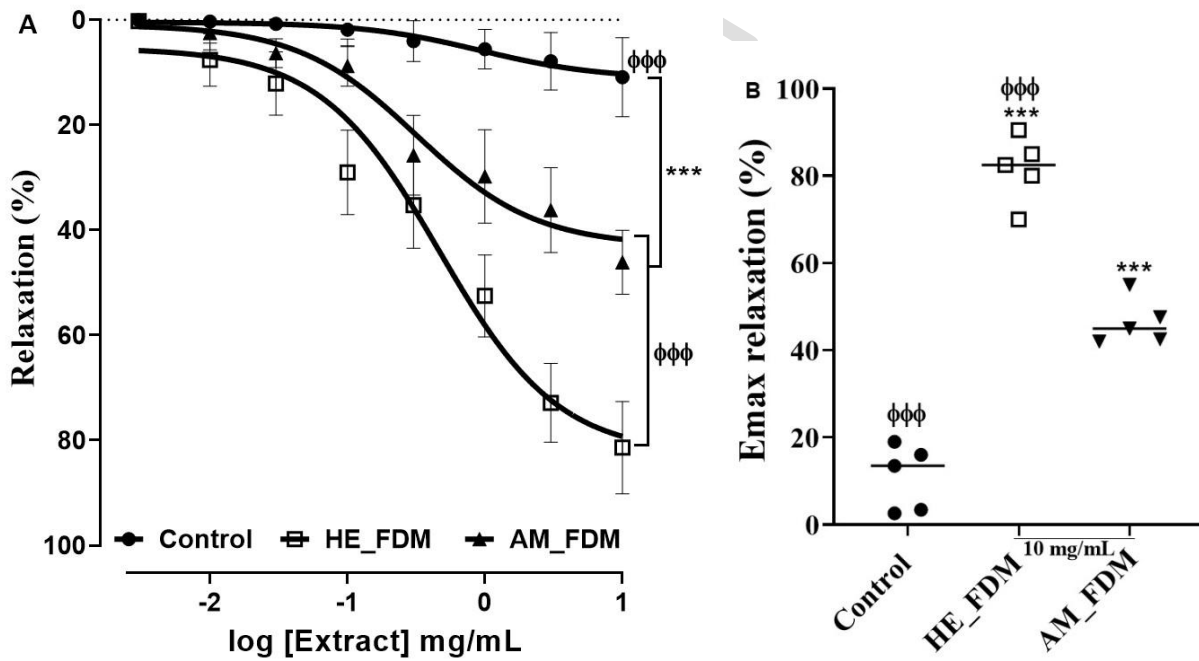 A
Relaxation (%)
0
20
40
60
80
100
ϕϕϕ
***
ϕϕϕ
Control HE_FDM AM_FDM
-2 -1 0 1
log [Extract] mg/mL
B
Emax relaxation (%)
100
80
60
40
20
0
ϕϕϕ
***
***
ϕϕϕ
10 mg/mL
Control
HE_FDM
AM_FDM